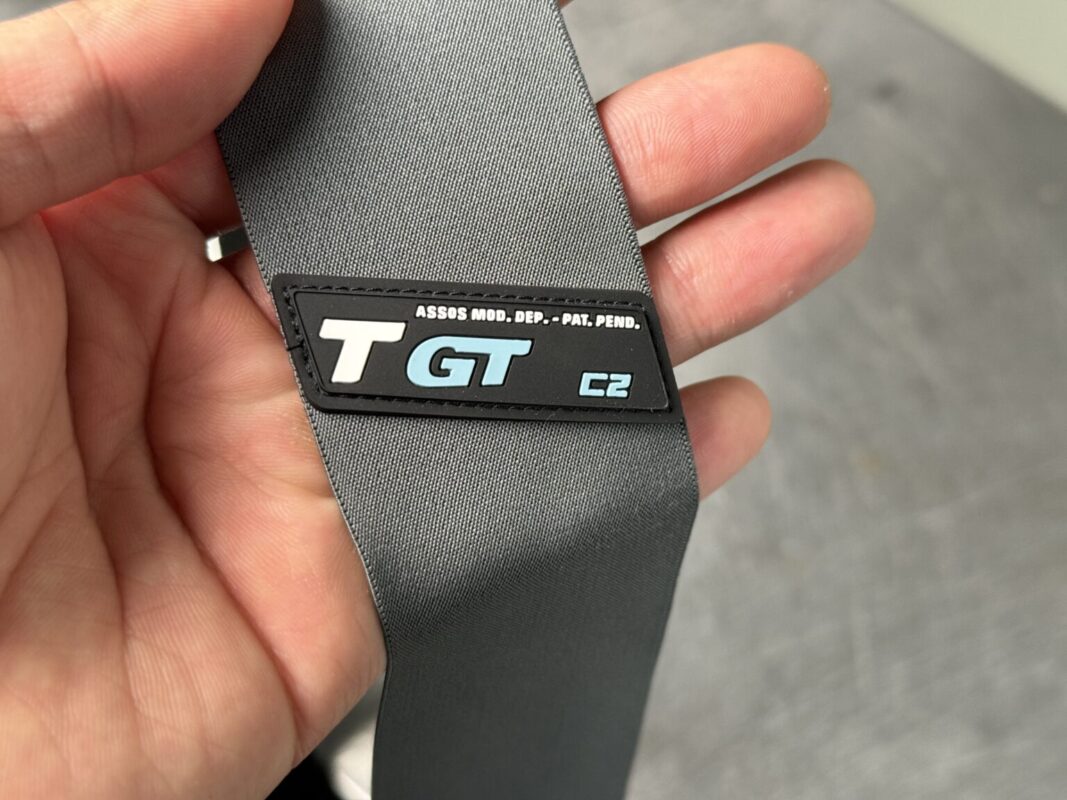 ASSOS MOD. DEP. - PAT. PEND.
T GT C2